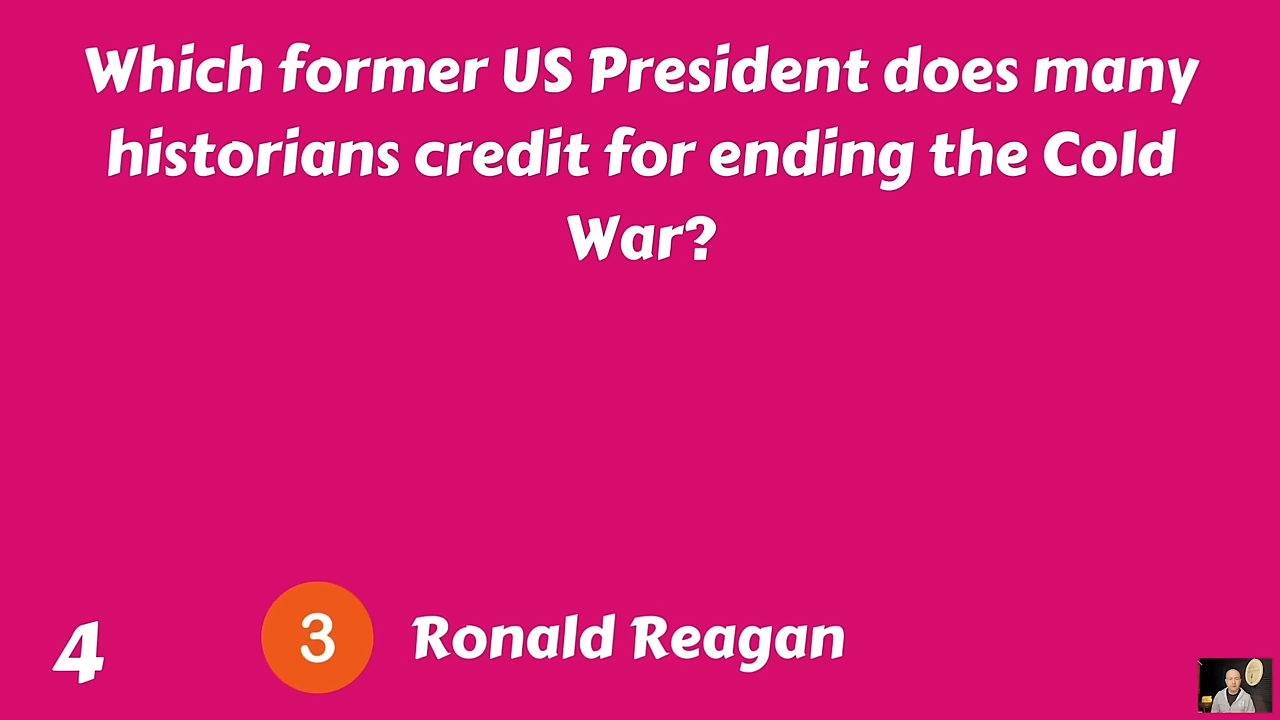 Which former US President does many
historians credit for ending the Cold
War?
3 Ronald Reagan
4